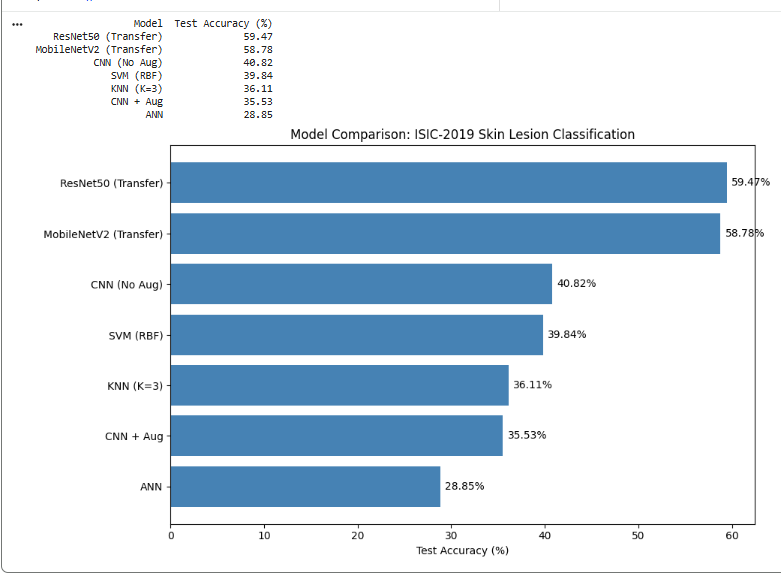 •••
Model Test Accuracy (%)
ResNet50 (Transfer) 59.47
MobileNetV2 (Transfer) 58.78
CNN (No Aug) 40.82
SVM (RBF) 39.84
KNN (K=3) 36.11
CNN + Aug 35.53
ANN 28.85
Model Comparison: ISIC-2019 Skin Lesion Classification
ResNet50 (Transfer) 59.47%
MobileNetV2 (Transfer) 58.78%
CNN (No Aug) 40.82%
SVM (RBF) 39.84%
KNN (K=3) 36.11%
CNN + Aug 35.53%
ANN 28.85%
0 10 20 30 40 50 60
Test Accuracy (%)